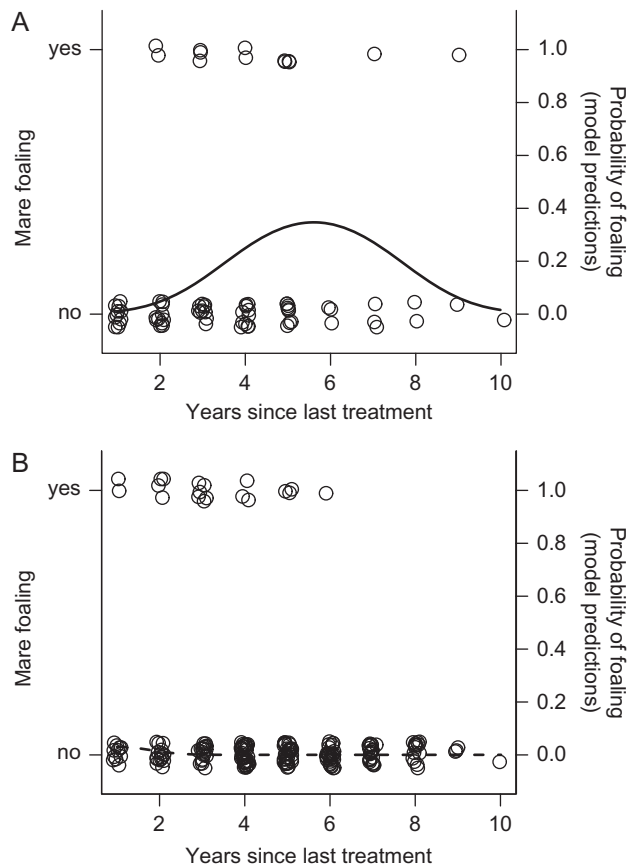 A
yes
no
Mare foaling
1.0
0.8
0.6
0.4
0.2
0.0
Probability of foaling
(model predictions)
2 4 6 8 10
Years since last treatment
B
yes
no
Mare foaling
1.0
0.8
0.6
0.4
0.2
0.0
Probability of foaling
(model predictions)
2 4 6 8 10
Years since last treatment